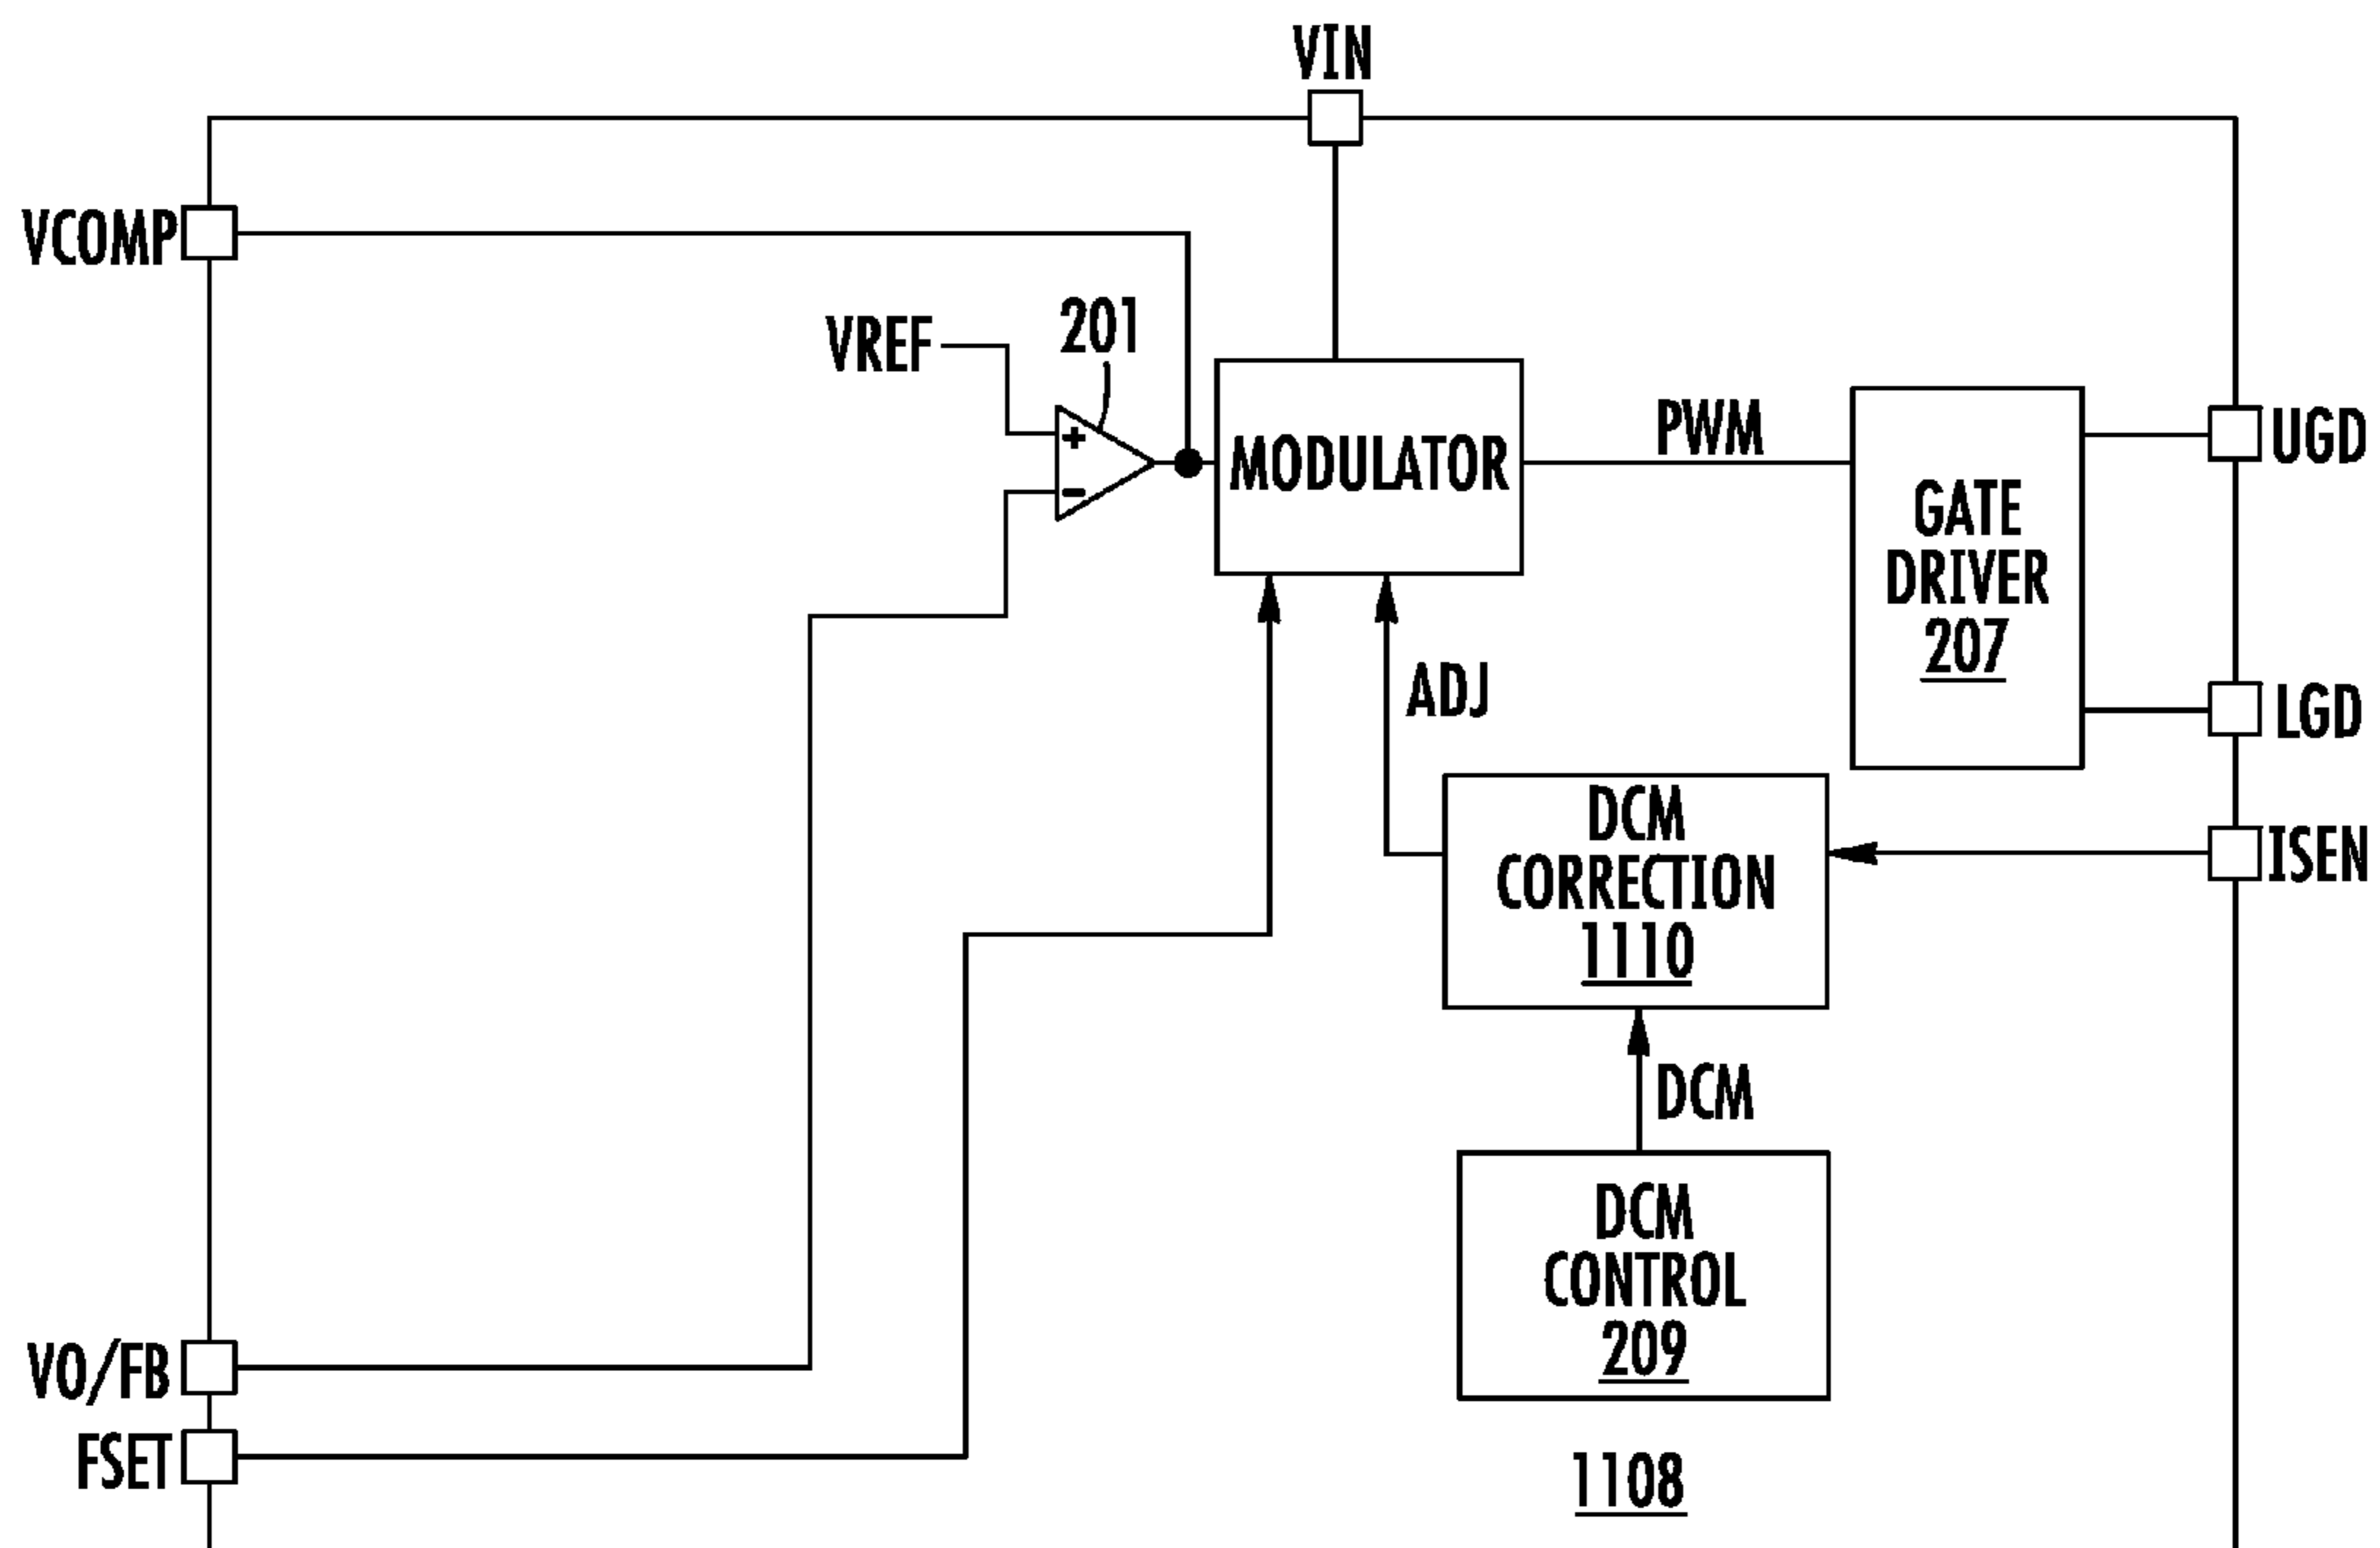 VIN
VCOMP
VREF
201
+
-
MODULATOR
PWM
GATE
DRIVER
207
UGD
LGD
ADJ
DCM
CORRECTION
1110
ISEN
DCM
DCM
CONTROL
209
VO/FB
FSET
1108